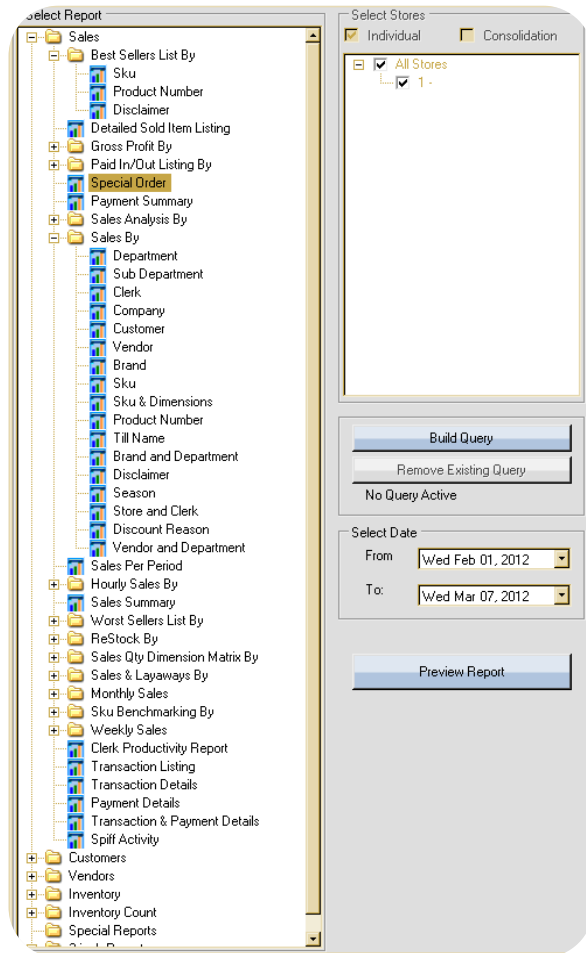 Select Report
Sales
Best Sellers List By
Sku
Product Number
Disclaimer
Detailed Sold Item Listing
Gross Profit By
Paid In/Out Listing By
Special Order
Payment Summary
Sales Analysis By
Sales By
Department
Sub Department
Clerk
Company
Customer
Vendor
Brand
Sku
Sku & Dimensions
Product Number
Till Name
Brand and Department
Disclaimer
Season
Store and Clerk
Discount Reason
Vendor and Department
Sales Per Period
Hourly Sales By
Sales Summary
Worst Sellers List By
ReStock By
Sales Qty Dimension Matrix By
Sales & Layaways By
Monthly Sales
Sku Benchmarking By
Weekly Sales
Clerk Productivity Report
Transaction Listing
Transaction Details
Payment Details
Transaction & Payment Details
Spiff Activity
Customers
Vendors
Inventory
Inventory Count
Special Reports
Select Stores
Individual Consolidation
All Stores
1 -
Build Query
Remove Existing Query
No Query Active
Select Date
From Wed Feb 01, 2012
To: Wed Mar 07, 2012
Preview Report